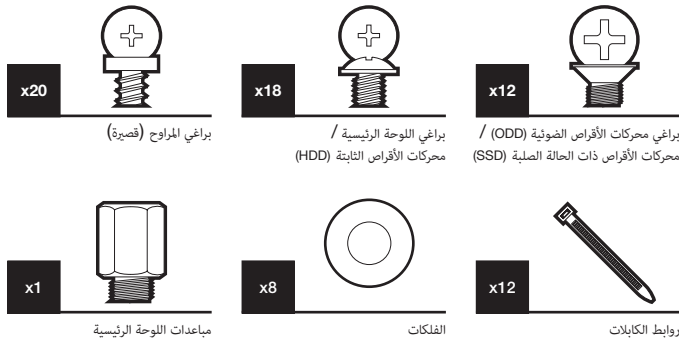 x12
براغي محركات الأقراص الضوئية (ODD) /
محركات الأقراص ذات الحالة الصلبة (SSD)
x18
براغي اللوحة الرئيسية /
محركات الأقراص الثابتة (HDD)
x20
براغي المراوح (قصيرة)
x12
روابط الكابلات
x8
الفلكات
x1
مباعدات اللوحة الرئيسية